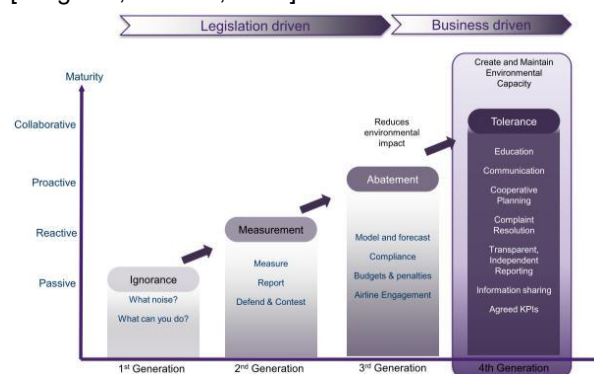 Legislation driven
Business driven
Create and Maintain
Environmental
Capacity
Maturity
Collaborative
Proactive
Reactive
Passive
Reduces
environmental
impact
Ignorance
What noise?
What can you do?
Measurement
Measure
Report
Defend & Contest
Abatement
Model and forecast
Compliance
Budgets & penalties
Airline Engagement
Tolerance
Education
Communication
Cooperative
Planning
Complaint
Resolution
Transparent,
Independent
Reporting
Information sharing
Agreed KPIs
1st Generation
2nd Generation
3rd Generation
4th Generation